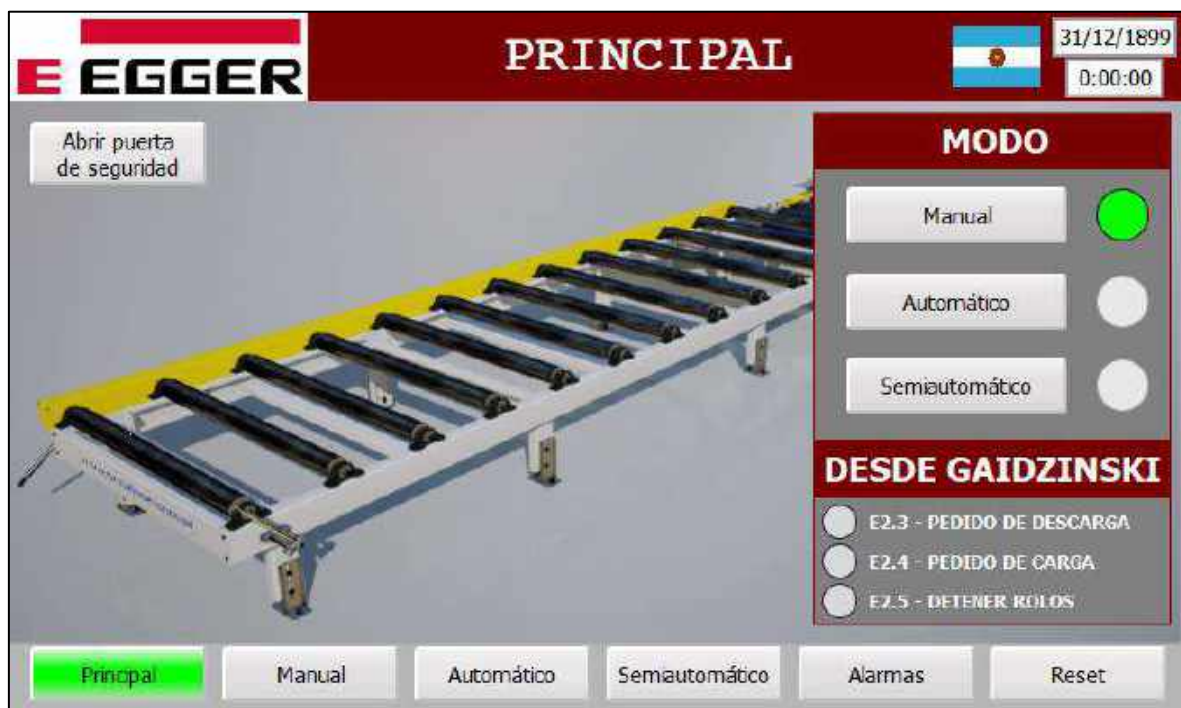 E EGGER
PRINCIPAL
31/12/1899
0:00:00
Abrir puerta
de seguridad
MODO
Manual
Automático
Semiautomático
DESDE GAIDZINSKI
E2.3 - PEDIDO DE DESCARGA
E2.4 - PEDIDO DE CARGA
E2.5 - DETENER ROLOS
Principal
Manual
Automático
Semiautomático
Alarmas
Reset